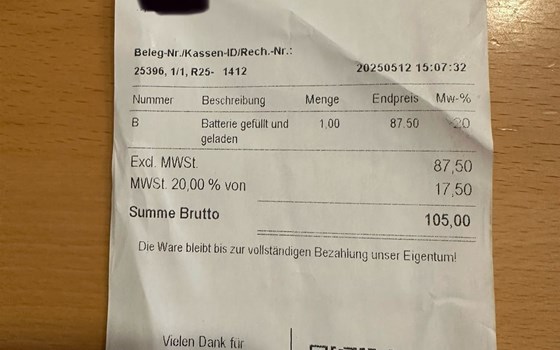 Beleg-Nr./Kassen-ID/Rech.-Nr.:
25396, 1/1, R25- 1412 20250512 15:07:32
Nummer Beschreibung Menge Endpreis Mw-%
B Batterie gefüllt und 1,00 87.50 20
geladen
Excl. MWSt. 87,50
MWSt. 20,00 % von 17,50
Summe Brutto 105,00
Die Ware bleibt bis zur vollständigen Bezahlung unser Eigentum!
Vielen Dank für